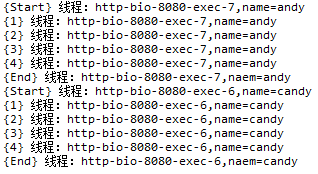 {Start} 线程：http-bio-8080-exec-7,name=andy
{1} 线程：http-bio-8080-exec-7,name=andy
{2} 线程：http-bio-8080-exec-7,name=andy
{3} 线程：http-bio-8080-exec-7,name=andy
{4} 线程：http-bio-8080-exec-7,name=andy
{End} 线程：http-bio-8080-exec-7,naem=andy
{Start} 线程：http-bio-8080-exec-6,name=candy
{1} 线程：http-bio-8080-exec-6,name=candy
{2} 线程：http-bio-8080-exec-6,name=candy
{3} 线程：http-bio-8080-exec-6,name=candy
{4} 线程：http-bio-8080-exec-6,name=candy
{End} 线程：http-bio-8080-exec-6,naem=candy